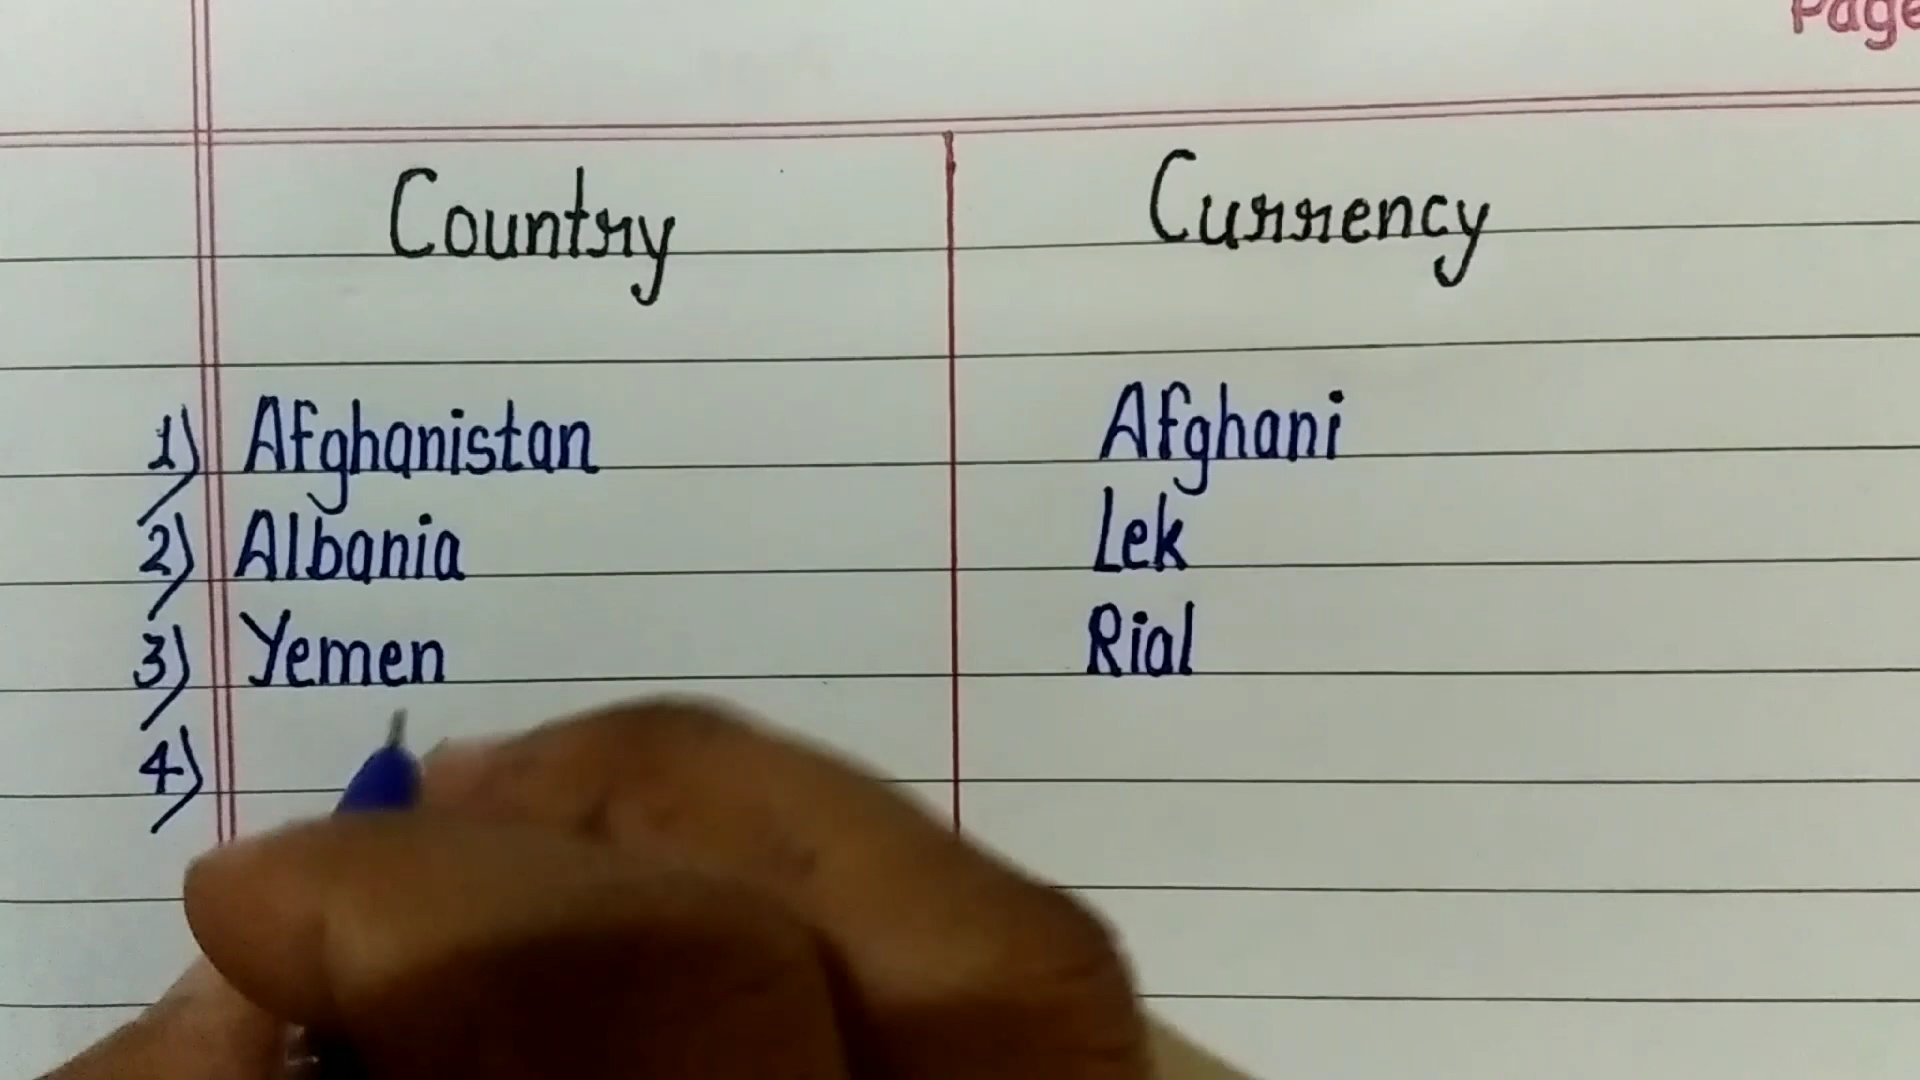 Page
Country Currency
1) Afghanistan Afghani
2) Albania Lek
3) Yemen Rial
4)